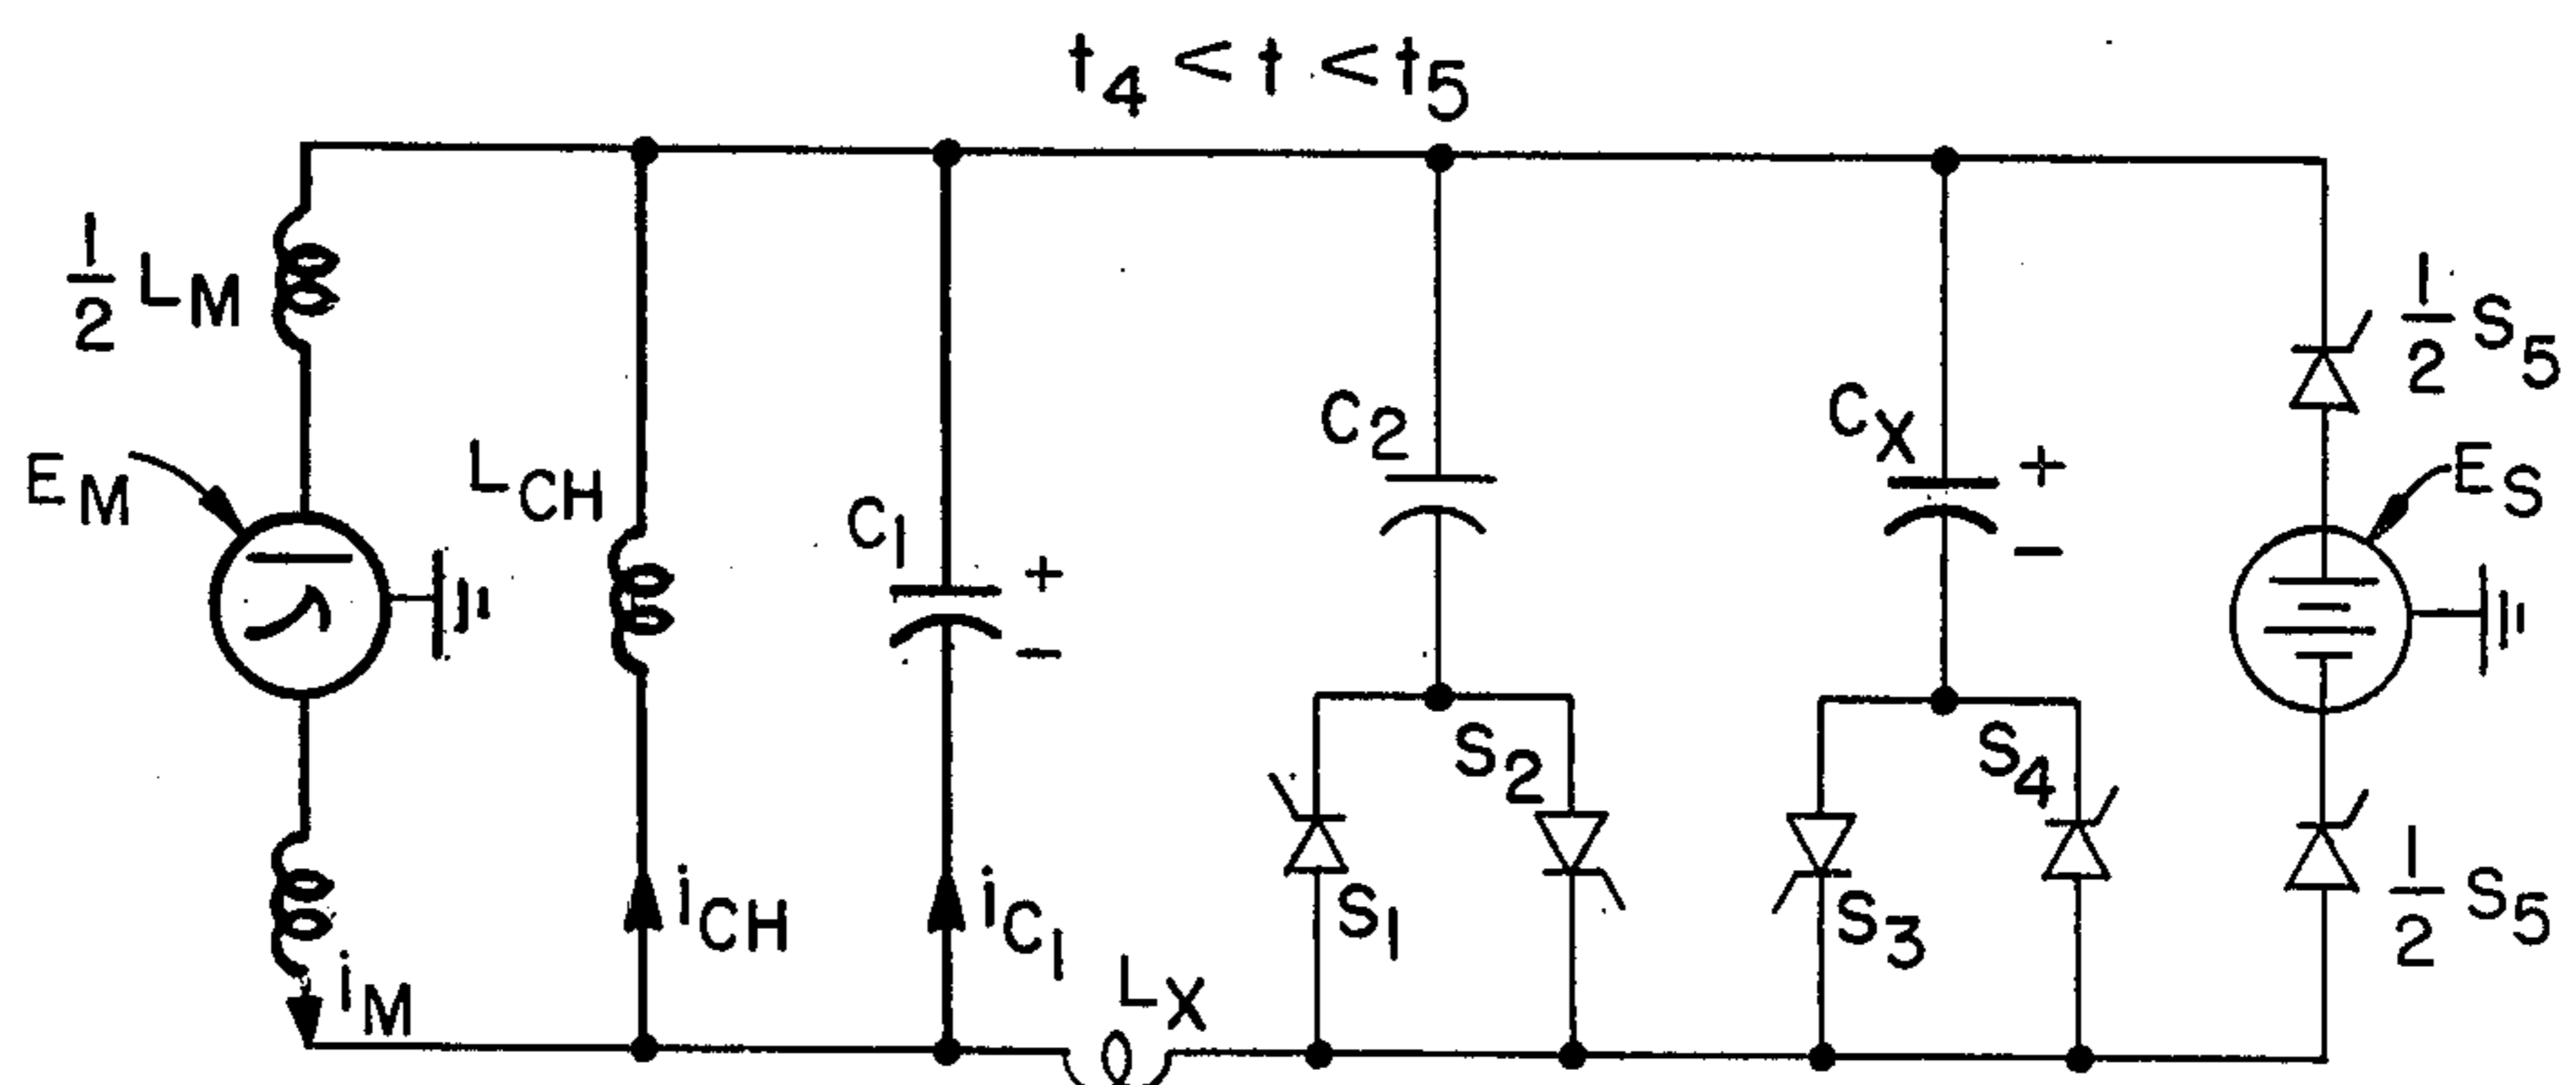 t4 < t < t5
1/2 LM
EM
LCH
C1
+
−
C2
CX
+
−
1/2 S5
ES
S2
S4
S1
S3
iM
iCH
iC1
LX
1/2 S5